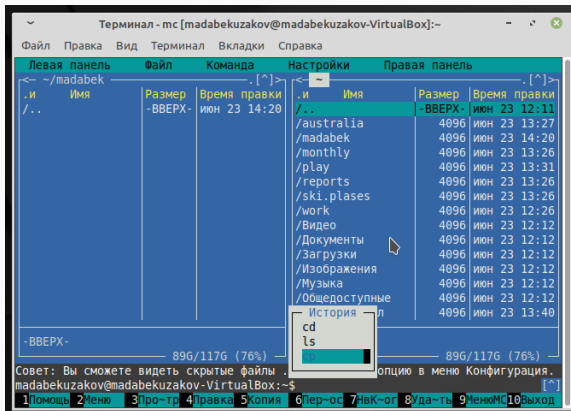 Терминал - mc [madabekuzakov@madabekuzakov-VirtualBox]:~
Файл Правка Вид Терминал Вкладки Справка
Левая панель Файл Команда Настройки Правая панель
<— ~/madabek .[^]>
.и Имя Размер Время правки
/.. -ВВЕРХ- июн 23 14:20
-ВВЕРХ-
89G/117G (76%)
<— ~ .[^]>
.и Имя Размер Время правки
/.. -ВВЕРХ- июн 23 12:11
/australia 4096 июн 23 13:27
/madabek 4096 июн 23 14:20
/monthly 4096 июн 23 13:26
/play 4096 июн 23 13:31
/reports 4096 июн 23 13:26
/ski.plases 4096 июн 23 13:26
/work 4096 июн 23 12:26
/Видео 4096 июн 23 12:12
/Документы 4096 июн 23 12:12
/Загрузки 4096 июн 23 12:12
/Изображения 4096 июн 23 12:12
/Музыка 4096 июн 23 12:12
/Общедоступные 4096 июн 23 12:12
л 4096 июн 23 13:40
История
cd
ls
cp
89G/117G (76%)
Совет: Вы сможете видеть скрытые файлы . опцию в меню Конфигурация.
madabekuzakov@madabekuzakov-VirtualBox:~$ [^]
1Помощь 2Меню 3Про~тр 4Правка 5Копия 6Пер~ос 7НвК~ог 8Уда~ть 9МенюМС 10Выход